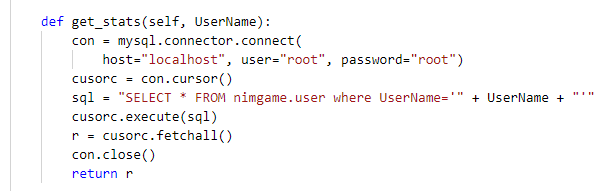 def get_stats(self, UserName):
    con = mysql.connector.connect(
        host="localhost", user="root", password="root")
    cusorc = con.cursor()
    sql = "SELECT * FROM nimgame.user where UserName='" + UserName + "'"
    cusorc.execute(sql)
    r = cusorc.fetchall()
    con.close()
    return r